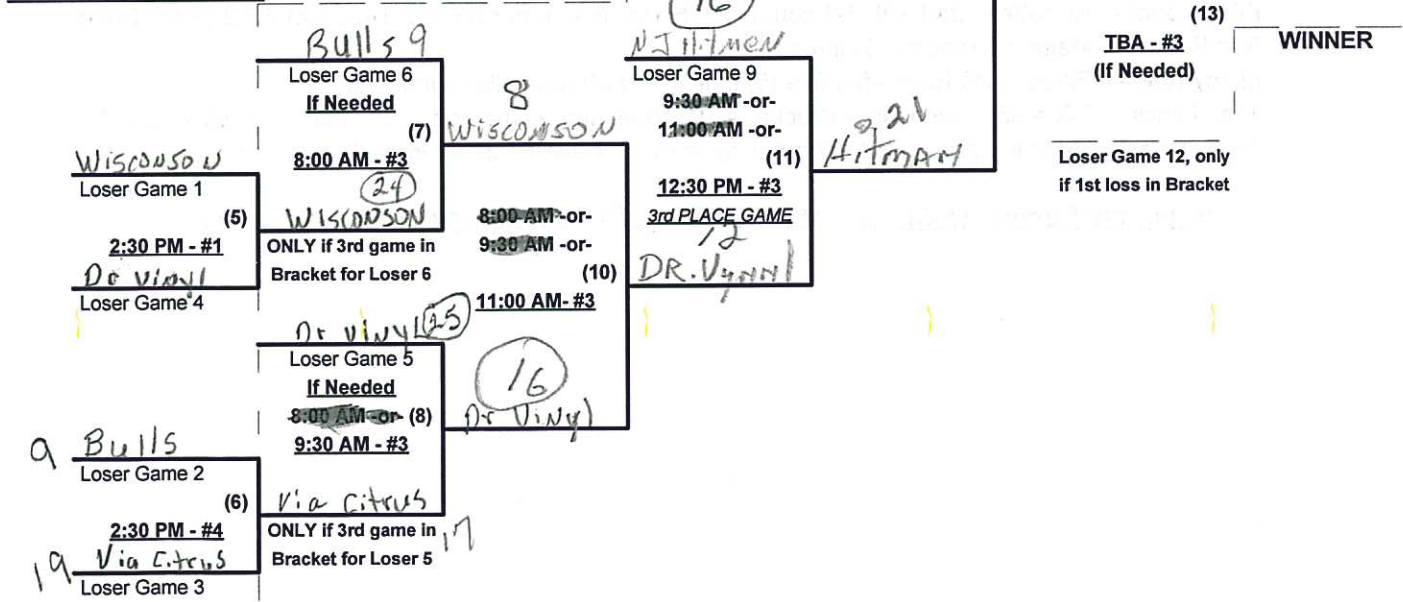 16
(13)
Bulls 9
NJ Hitmen
TBA - #3
WINNER
Loser Game 6
Loser Game 9
(If Needed)
If Needed
8
9:30 AM -or-
(7)
WISCONSON
11:00 AM -or-
2, 21
WISCONSON
8:00 AM - #3
(11)
HITMAN
Loser Game 12, only
Loser Game 1
24
12:30 PM - #3
if 1st loss in Bracket
(5)
WISCONSON
8:00 AM -or-
3rd PLACE GAME
2:30 PM - #1
ONLY if 3rd game in
9:30 AM -or-
12
Dr Vinyl
Bracket for Loser 6
(10)
DR. Vynnl
Loser Game 4
11:00 AM- #3
Dr Vinyl 25
Loser Game 5
16
If Needed
8:00 AM -or- (8)
Dr Vinyl
9 Bulls
9:30 AM - #3
Loser Game 2
(6)
Via Citrus
2:30 PM - #4
ONLY if 3rd game in
17
19 Via Citrus
Bracket for Loser 5
Loser Game 3